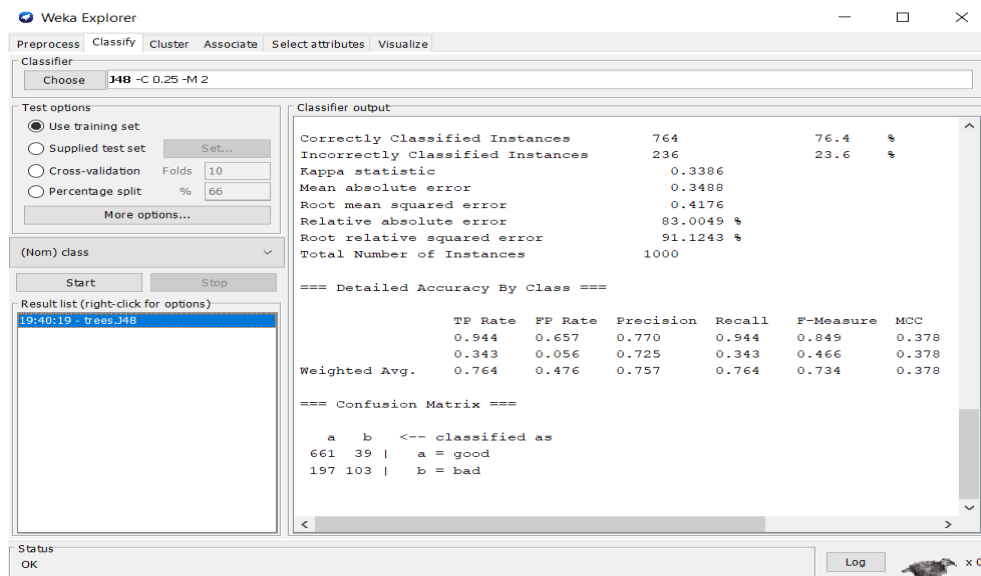 Weka Explorer
Preprocess Classify Cluster Associate Select attributes Visualize
Classifier
Choose J48 -C 0.25 -M 2
Test options
Use training set
Supplied test set Set...
Cross-validation Folds 10
Percentage split % 66
More options...
(Nom) class
Start Stop
Result list (right-click for options)
19:40:19 - trees.J48
Classifier output
Correctly Classified Instances 764 76.4 %
Incorrectly Classified Instances 236 23.6 %
Kappa statistic 0.3386
Mean absolute error 0.3488
Root mean squared error 0.4176
Relative absolute error 83.0049 %
Root relative squared error 91.1243 %
Total Number of Instances 1000
=== Detailed Accuracy By Class ===
TP Rate FP Rate Precision Recall F-Measure MCC
0.944 0.657 0.770 0.944 0.849 0.378
0.343 0.056 0.725 0.343 0.466 0.378
Weighted Avg. 0.764 0.476 0.757 0.764 0.734 0.378
=== Confusion Matrix ===
a b <-- classified as
661 39 | a = good
197 103 | b = bad
Status
OK
Log
x 0